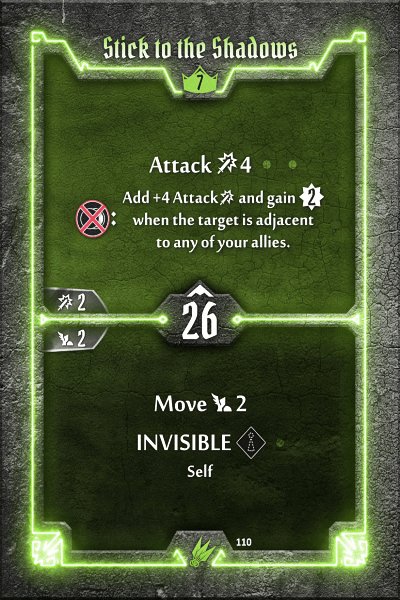 Stick to the Shadows
7
Attack 4
Add +4 Attack and gain 2
: when the target is adjacent
to any of your allies.
2
26
2
Move 2
INVISIBLE
Self
110